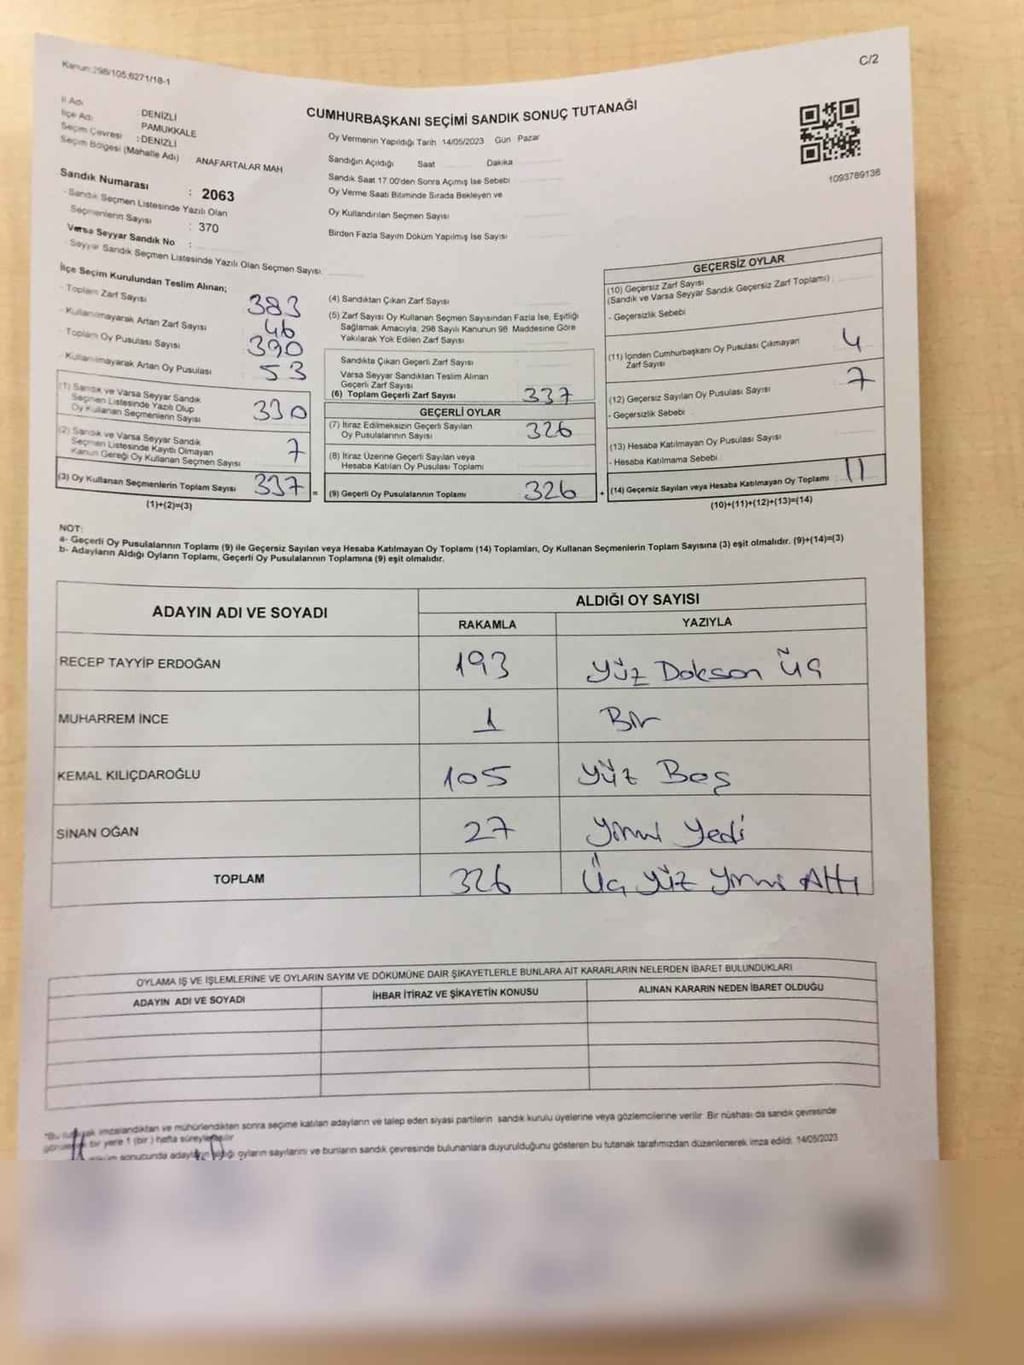 Kanun:298/105,6271/18-1
C/2
CUMHURBAŞKANI SEÇİMİ SANDIK SONUÇ TUTANAĞI
İl Adı DENİZLİ
İlçe Adı PAMUKKALE
Seçim Çevresi :DENİZLİ
Seçim Bölgesi (Mahalle Adı) ANAFARTALAR MAH
Sandık Numarası : 2063
- Sandık Seçmen Listesinde Yazılı Olan
Seçmenlerin Sayısı : 370
Varsa Seyyar Sandık No :
- Seyyar Sandık Seçmen Listesinde Yazılı Olan Seçmen Sayısı
Oy Vermenin Yapıldığı Tarih 14/05/2023 Gün Pazar
Sandığın Açıldığı Saat Dakika
Sandık Saat 17.00'den Sonra Açımış İse Sebebi
Oy Verme Saati Bitiminde Sırada Bekleyen ve
Oy Kullandırılan Seçmen Sayısı
Birden Fazla Sayım Döküm Yapılmış İse Sayısı
1093789136
İlçe Seçim Kurulundan Teslim Alınan;
- Toplam Zarf Sayısı 383
- Kullanılmayarak Artan Zarf Sayısı 46
- Toplam Oy Pusulası Sayısı 390
- Kullanılmayarak Artan Oy Pusulası 53
(1) Sandık ve Varsa Seyyar Sandık
Seçmen Listesinde Yazılı Olup
Oy Kullanan Seçmenlerin Sayısı 330
(2) Sandık ve Varsa Seyyar Sandık
Seçmen Listesinde Kayıtlı Olmayan
Kanun Gereği Oy Kullanan Seçmen Sayısı 7
(3) Oy Kullanan Seçmenlerin Toplam Sayısı 337 =
(1)+(2)=(3)
(4) Sandıktan Çıkan Zarf Sayısı
(5) Zarf Sayısı Oy Kullanan Seçmen Sayısından Fazla İse, Eşitliği
Sağlamak Amacıyla, 298 Sayılı Kanunun 98. Maddesine Göre
Yakılarak Yok Edilen Zarf Sayısı
Sandıkta Çıkan Geçerli Zarf Sayısı
Varsa Seyyar Sandıktan Teslim Alınan
Geçerli Zarf Sayısı
(6) Toplam Geçerli Zarf Sayısı 337
GEÇERLİ OYLAR
(7) İtiraz Edilmeksizin Geçerli Sayılan
Oy Pusulalarının Sayısı 326
(8) İtiraz Üzerine Geçerli Sayılan veya
Hesaba Katılan Oy Pusulası Toplamı
(9) Geçerli Oy Pusulalarının Toplamı 326 +
GEÇERSİZ OYLAR
(10) Geçersiz Zarf Sayısı
(Sandık ve Varsa Seyyar Sandık Geçersiz Zarf Toplamı)
- Geçersizlik Sebebi
(11) İçinden Cumhurbaşkanı Oy Pusulası Çıkmayan
Zarf Sayısı 4
(12) Geçersiz Sayılan Oy Pusulası Sayısı 7
- Geçersizlik Sebebi
(13) Hesaba Katılmayan Oy Pusulası Sayısı
- Hesaba Katılmama Sebebi
(14) Geçersiz Sayılan veya Hesaba Katılmayan Oy Toplamı 11
(10)+(11)+(12)+(13)=(14)
NOT:
a- Geçerli Oy Pusulalarının Toplamı (9) ile Geçersiz Sayılan veya Hesaba Katılmayan Oy Toplamı (14) Toplamları, Oy Kullanan Seçmenlerin Toplam Sayısına (3) eşit olmalıdır. (9)+(14)=(3)
b- Adayların Aldığı Oyların Toplamı, Geçerli Oy Pusulalarının Toplamına (9) eşit olmalıdır.
ADAYIN ADI VE SOYADI ALDIĞI OY SAYISI
RAKAMLA YAZIYLA
RECEP TAYYİP ERDOĞAN 193 Yüz Doksan Üç
MUHARREM İNCE 1 Bir
KEMAL KILIÇDAROĞLU 105 Yüz Beş
SİNAN OĞAN 27 Yirmi Yedi
TOPLAM 326 Üç Yüz Yirmi Altı
OYLAMA İŞ VE İŞLEMLERİNE VE OYLARIN SAYIM VE DÖKÜMÜNE DAİR ŞİKAYETLERLE BUNLARA AİT KARARLARIN NELERDEN İBARET BULUNDUKLARI
ADAYIN ADI VE SOYADI İHBAR İTİRAZ VE ŞİKAYETİN KONUSU ALINAN KARARIN NEDEN İBARET OLDUĞU
imzalandıktan ve mühürlendikten sonra seçime katılan adayların ve talep eden siyasi partilerin sandık kurulu üyelerine veya gözlemcilerine verilir. Bir nüshası da sandık çevresinde
bir yere 1 (bir) hafta süreyle
sonucunda oyların sayılarını ve bunların sandık çevresinde bulunanlara duyurulduğunu gösteren bu tutanak tarafımızdan düzenlenerek imza edildi. 14/05/2023